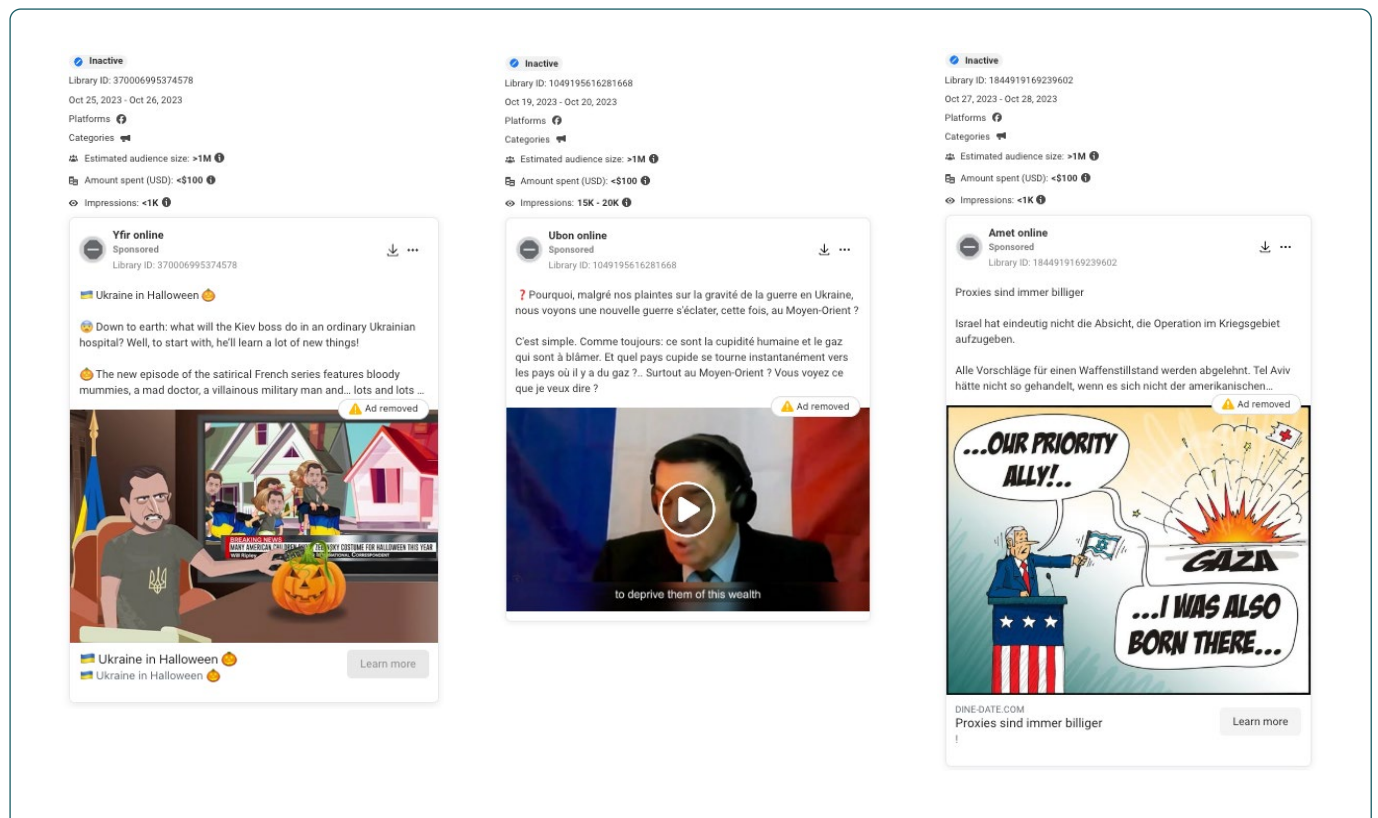 Inactive
Library ID: 370006995374578
Oct 25, 2023 - Oct 26, 2023
Platforms
Categories
Estimated audience size: >1M
Amount spent (USD): <$100
Impressions: <1K
Yfir online
Sponsored
Library ID: 370006995374578
🇺🇦 Ukraine in Halloween 🎃
😨 Down to earth: what will the Kiev boss do in an ordinary Ukrainian
hospital? Well, to start with, he'll learn a lot of new things!
🎃 The new episode of the satirical French series features bloody
mummies, a mad doctor, a villainous military man and... lots and lots ...
Ad removed
BREAKING NEWS
MANY AMERICAN CHILDREN COSTUME FOR HALLOWEEN THIS YEAR
Will Ripley CORRESPONDENT
🇺🇦 Ukraine in Halloween 🎃
Learn more
🇺🇦 Ukraine in Halloween 🎃
Inactive
Library ID: 1049195616281668
Oct 19, 2023 - Oct 20, 2023
Platforms
Categories
Estimated audience size: >1M
Amount spent (USD): <$100
Impressions: 15K - 20K
Ubon online
Sponsored
Library ID: 1049195616281668
❓Pourquoi, malgré nos plaintes sur la gravité de la guerre en Ukraine,
nous voyons une nouvelle guerre s'éclater, cette fois, au Moyen-Orient ?
C'est simple. Comme toujours: ce sont la cupidité humaine et le gaz
qui sont à blâmer. Et quel pays cupide se tourne instantanément vers
les pays où il y a du gaz ?.. Surtout au Moyen-Orient ? Vous voyez ce
que je veux dire ?
Ad removed
to deprive them of this wealth
Inactive
Library ID: 1844919169239602
Oct 27, 2023 - Oct 28, 2023
Platforms
Categories
Estimated audience size: >1M
Amount spent (USD): <$100
Impressions: <1K
Amet online
Sponsored
Library ID: 1844919169239602
Proxies sind immer billiger
Israel hat eindeutig nicht die Absicht, die Operation im Kriegsgebiet
aufzugeben.
Alle Vorschläge für einen Waffenstillstand werden abgelehnt. Tel Aviv
hätte nicht so gehandelt, wenn es sich nicht der amerikanischen...
Ad removed
...OUR PRIORITY
ALLY!..
GAZA
...I WAS ALSO
BORN THERE...
DINE-DATE.COM
Proxies sind immer billiger
Learn more
!